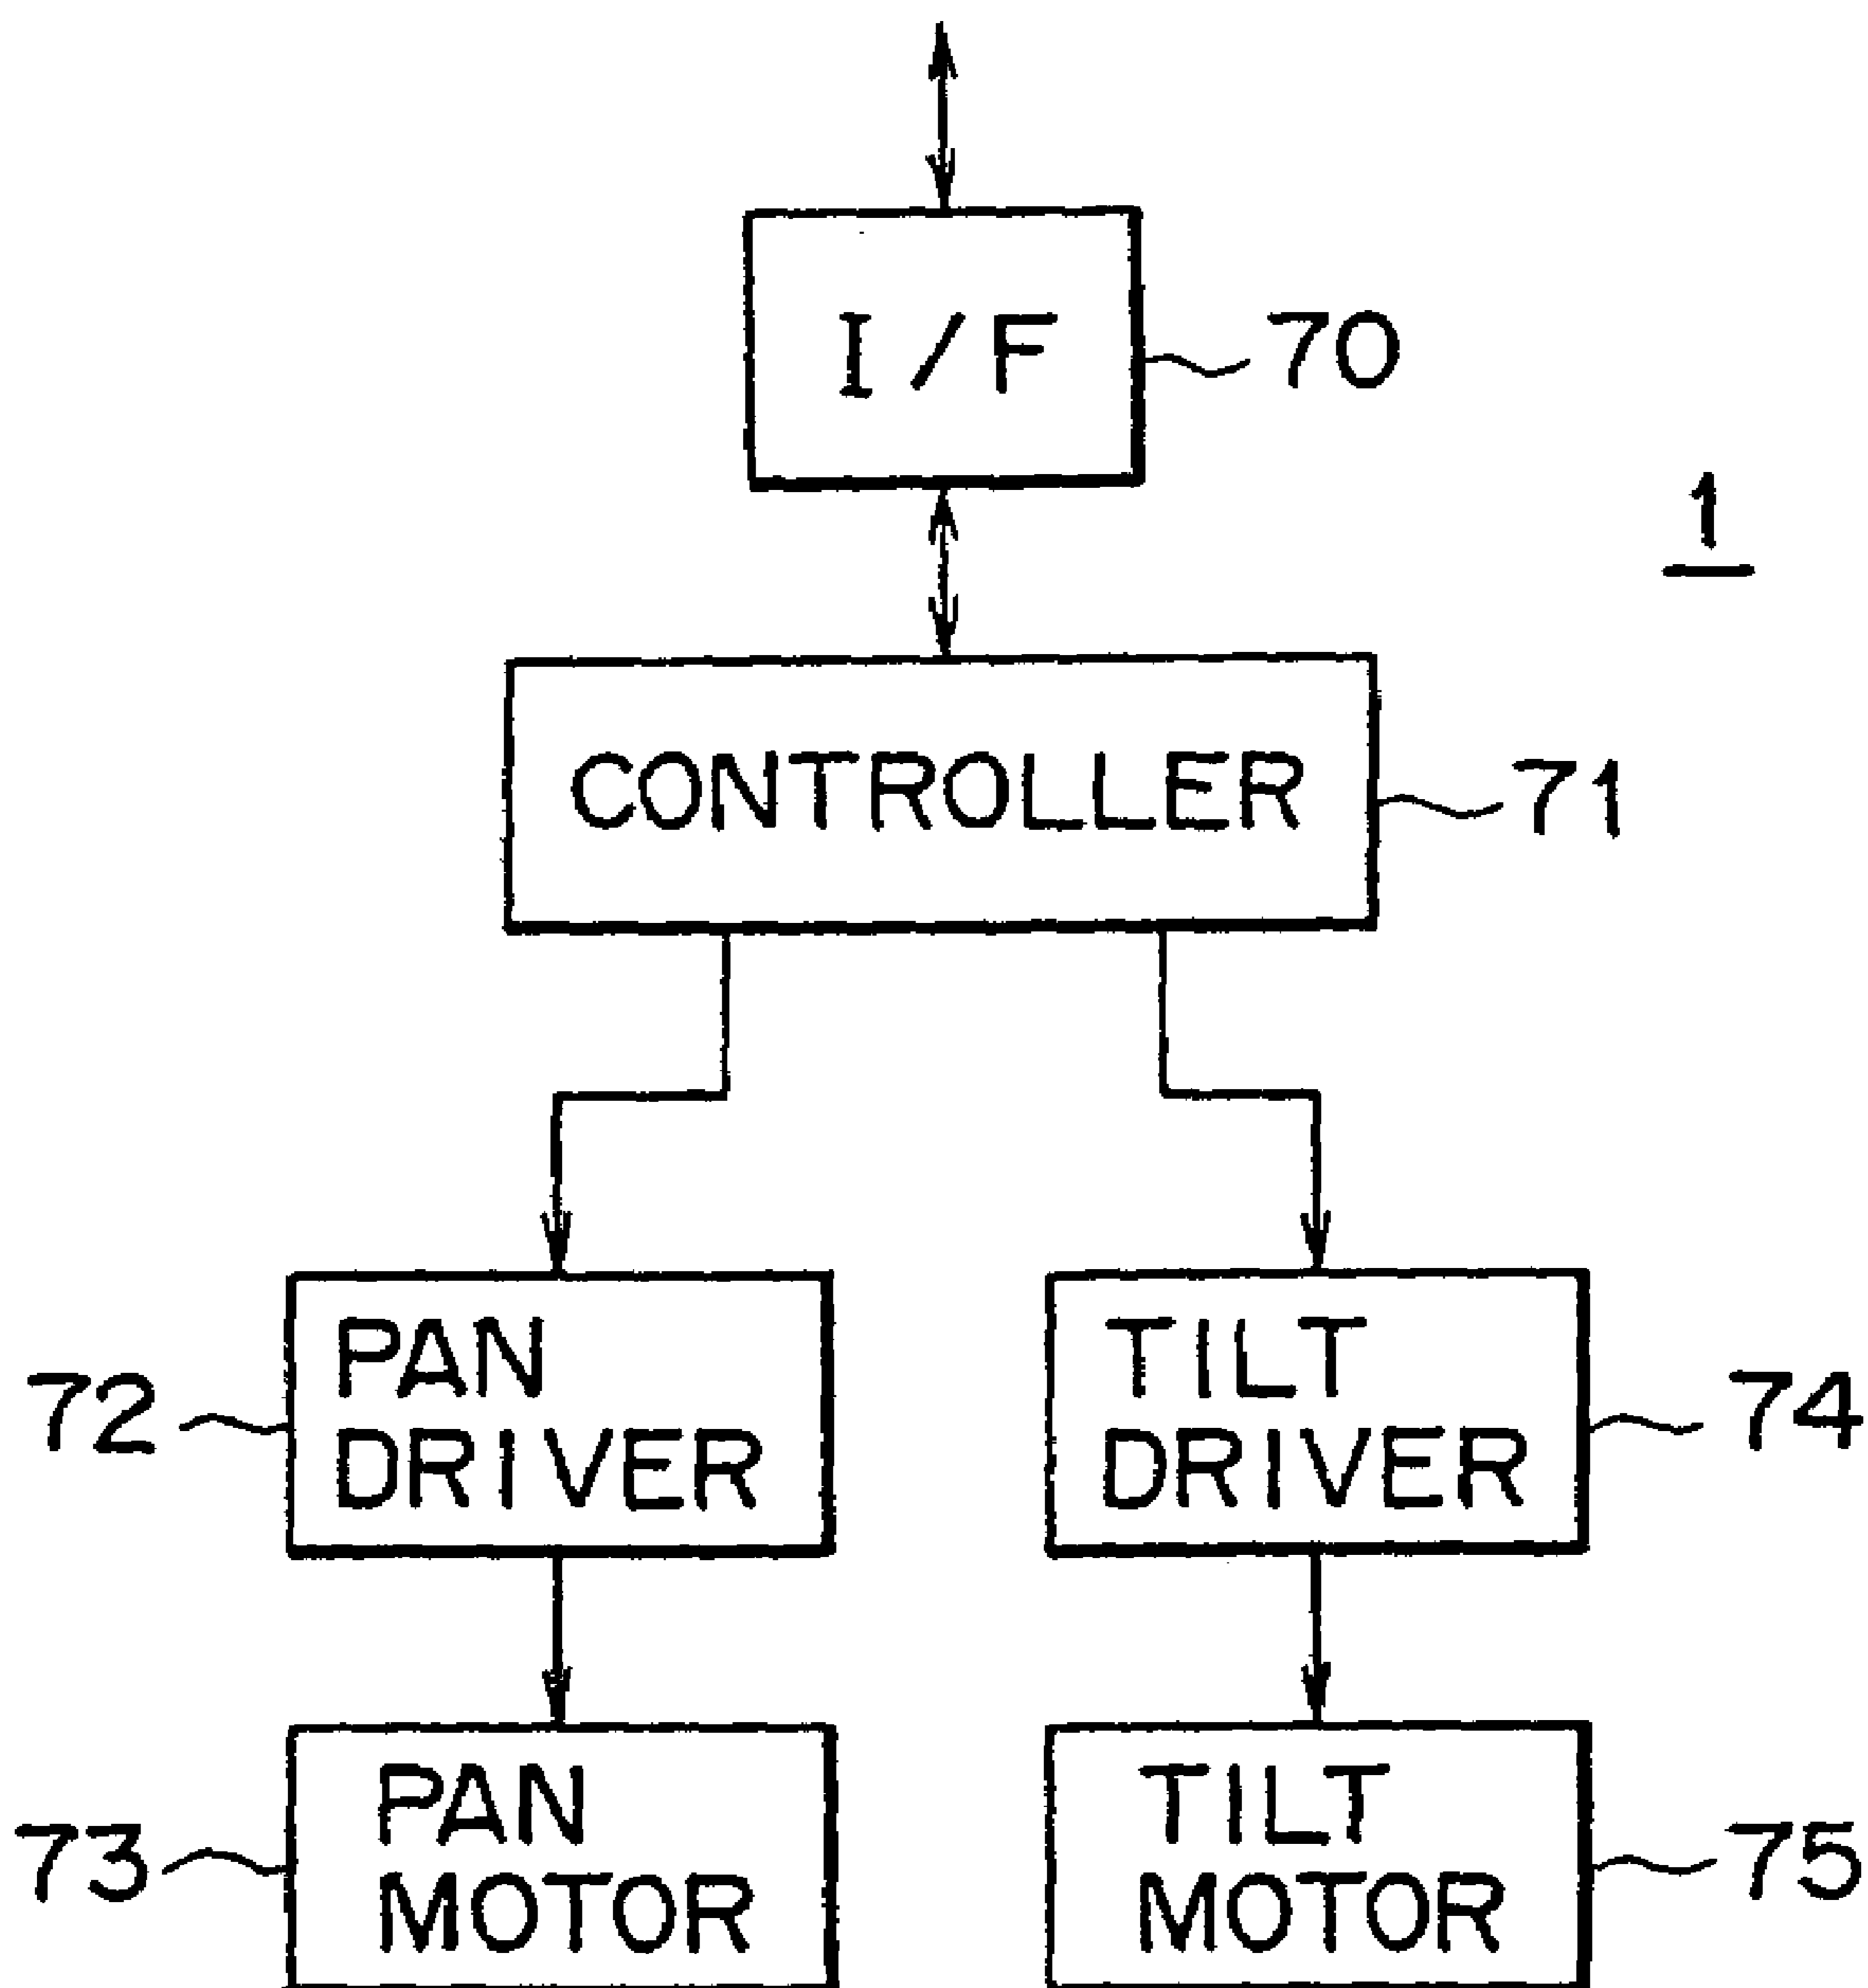 I/F
70
1
CONTROLLER
71
72
PAN
DRIVER
TILT
DRIVER
74
73
PAN
MOTOR
TILT
MOTOR
75